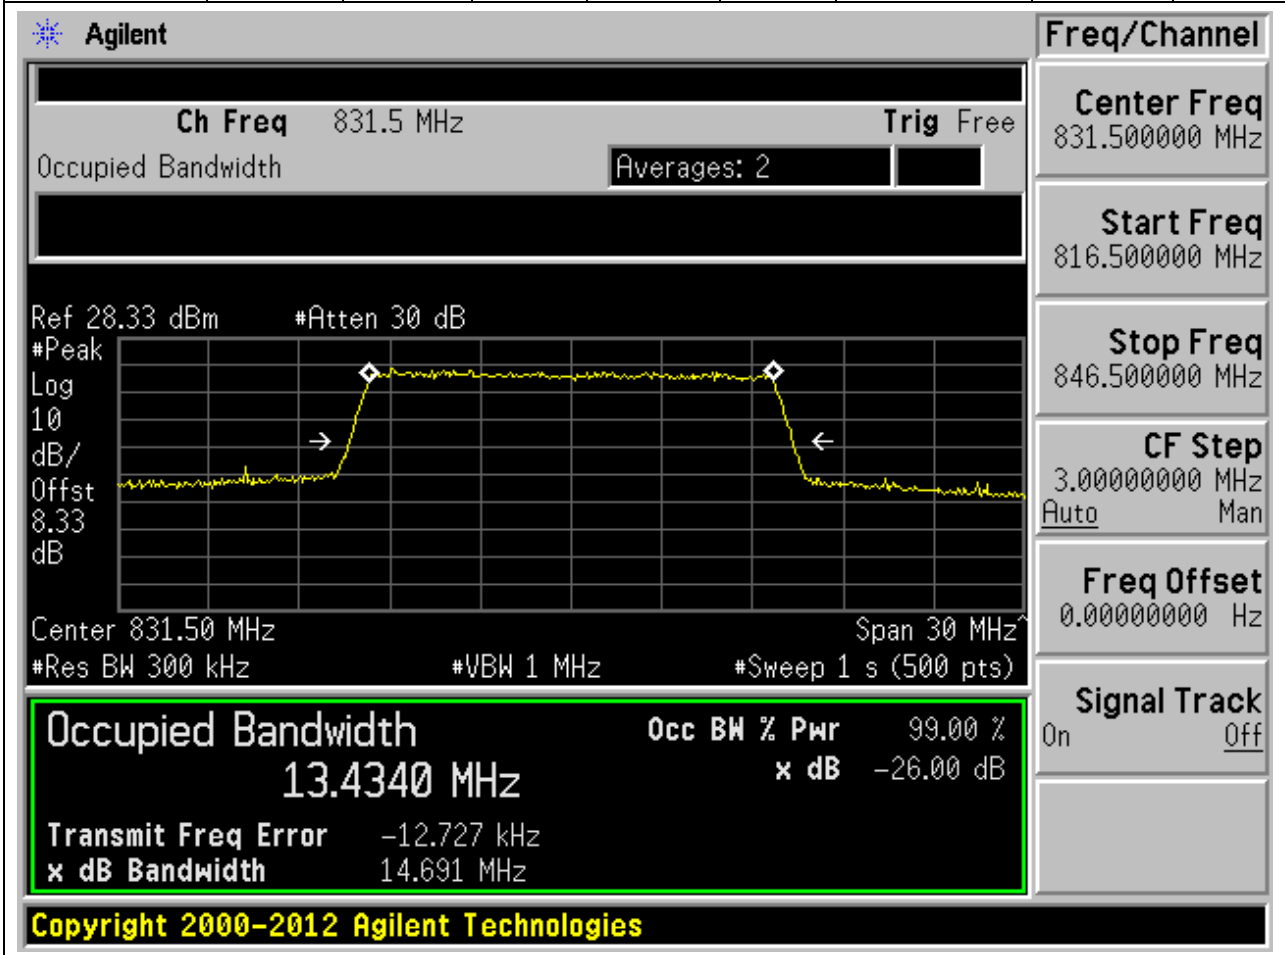 Agilent
Freq/Channel
Ch Freq 831.5 MHz Trig Free
Occupied Bandwidth Averages: 2
Center Freq
831.500000 MHz
Start Freq
816.500000 MHz
Stop Freq
846.500000 MHz
CF Step
3.00000000 MHz
Auto Man
Freq Offset
0.00000000 Hz
Signal Track
On Off
Ref 28.33 dBm #Atten 30 dB
#Peak
Log
10
dB/
Offst
8.33
dB
Center 831.50 MHz Span 30 MHz^
#Res BW 300 kHz #VBW 1 MHz #Sweep 1 s (500 pts)
Occupied Bandwidth Occ BW % Pwr 99.00 %
13.4340 MHz x dB -26.00 dB
Transmit Freq Error -12.727 kHz
x dB Bandwidth 14.691 MHz
Copyright 2000-2012 Agilent Technologies